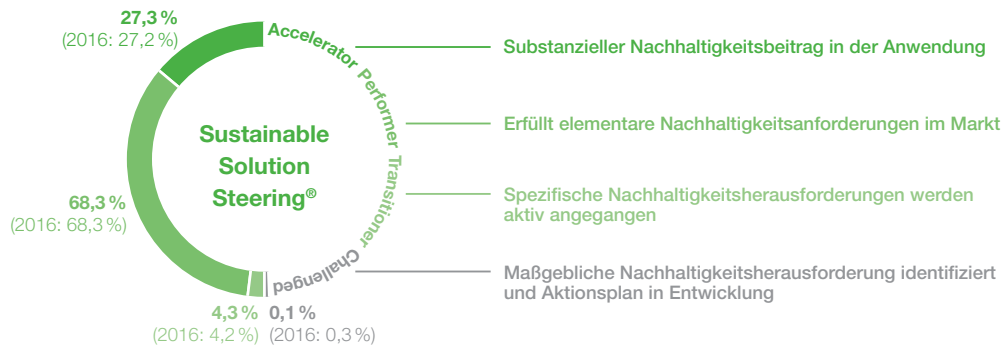 27,3 %
(2016: 27,2 %)
68,3 %
(2016: 68,3 %)
4,3 %
(2016: 4,2 %)
0,1 %
(2016: 0,3 %)
Sustainable
Solution
Steering®
Accelerator
Performer
Transitioner
Challenged
Substanzieller Nachhaltigkeitsbeitrag in der Anwendung
Erfüllt elementare Nachhaltigkeitsanforderungen im Markt
Spezifische Nachhaltigkeitsherausforderungen werden
aktiv angegangen
Maßgebliche Nachhaltigkeitsherausforderung identifiziert
und Aktionsplan in Entwicklung